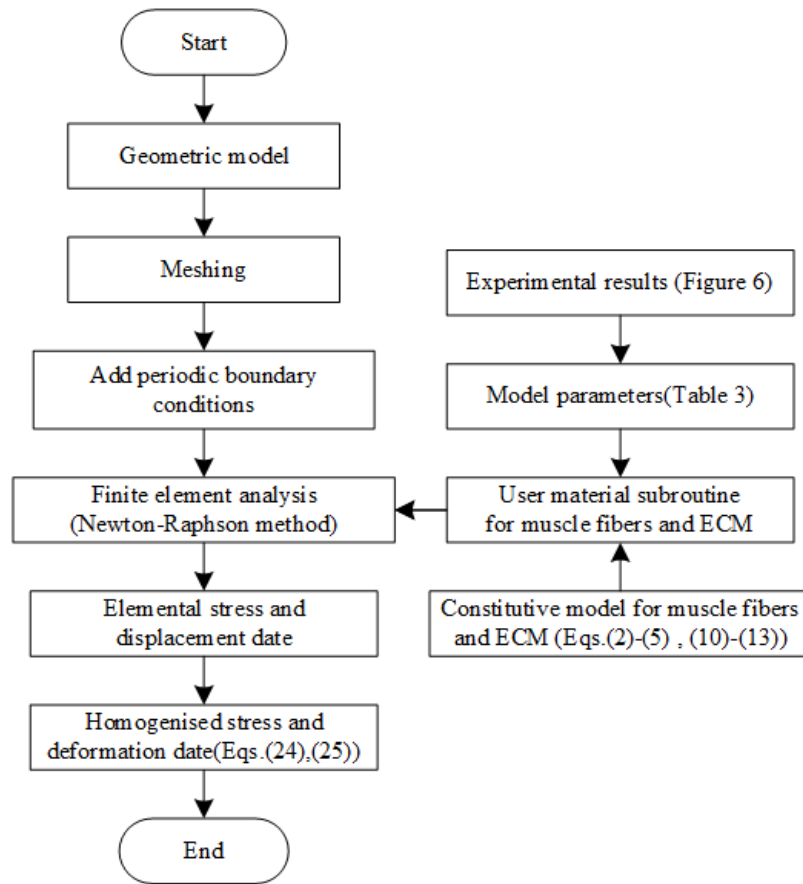 Start
Geometric model
Meshing
Add periodic boundary
conditions
Finite element analysis
(Newton-Raphson method)
Elemental stress and
displacement date
Homogenised stress and
deformation date(Eqs.(24),(25))
End
Experimental results (Figure 6)
Model parameters(Table 3)
User material subroutine
for muscle fibers and ECM
Constitutive model for muscle fibers
and ECM (Eqs.(2)-(5) , (10)-(13))